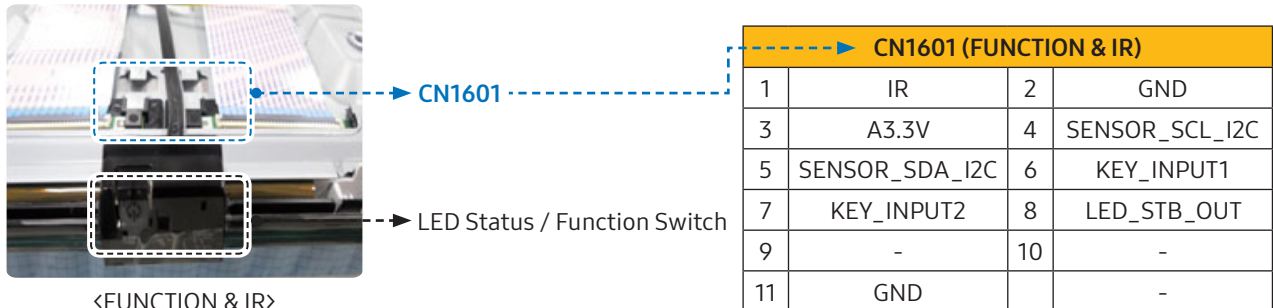 CN1601
LED Status / Function Switch
<FUNCTION & IR>
CN1601 (FUNCTION & IR)
1 IR 2 GND
3 A3.3V 4 SENSOR_SCL_I2C
5 SENSOR_SDA_I2C 6 KEY_INPUT1
7 KEY_INPUT2 8 LED_STB_OUT
9 - 10 -
11 GND -